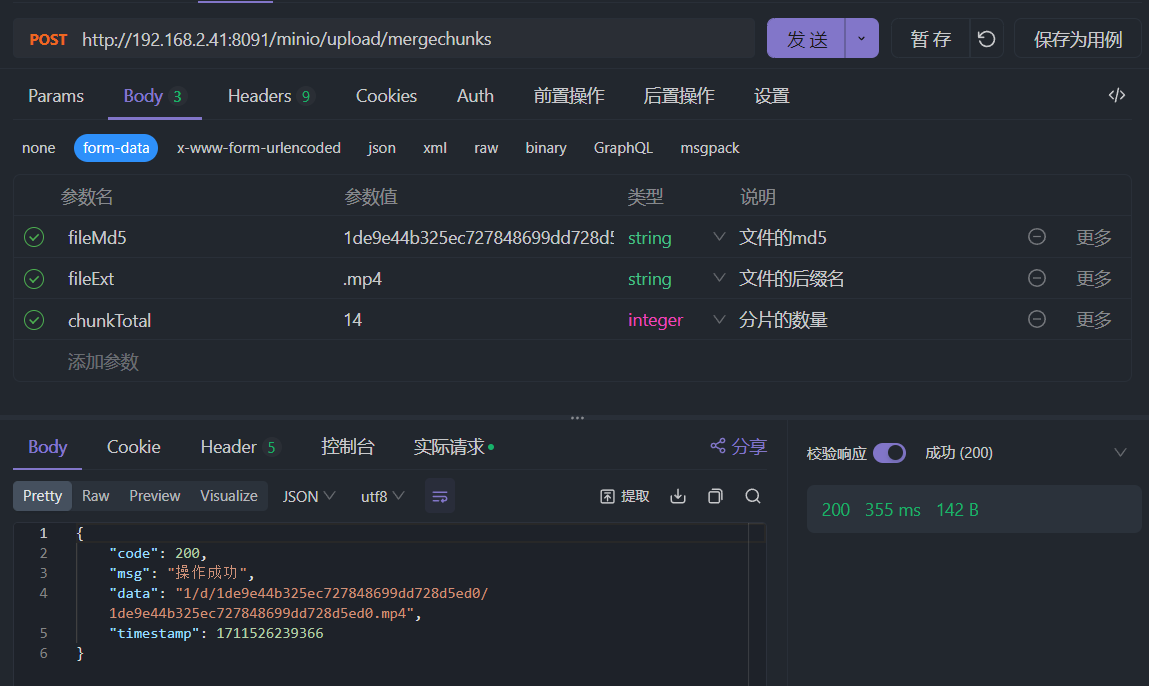 POST http://192.168.2.41:8091/minio/upload/mergechunks 发送 暂存 保存为用例
Params Body 3 Headers 9 Cookies Auth 前置操作 后置操作 设置 </>
none form-data x-www-form-urlencoded json xml raw binary GraphQL msgpack
参数名 参数值 类型 说明
fileMd5 1de9e44b325ec727848699dd728d5 string 文件的md5 更多
fileExt .mp4 string 文件的后缀名 更多
chunkTotal 14 integer 分片的数量 更多
添加参数
Body Cookie Header 5 控制台 实际请求 分享 校验响应 成功 (200)
Pretty Raw Preview Visualize JSON utf8 提取
200 355 ms 142 B
1 {
2 "code": 200,
3 "msg": "操作成功",
4 "data": "1/d/1de9e44b325ec727848699dd728d5ed0/
1de9e44b325ec727848699dd728d5ed0.mp4",
5 "timestamp": 1711526239366
6 }